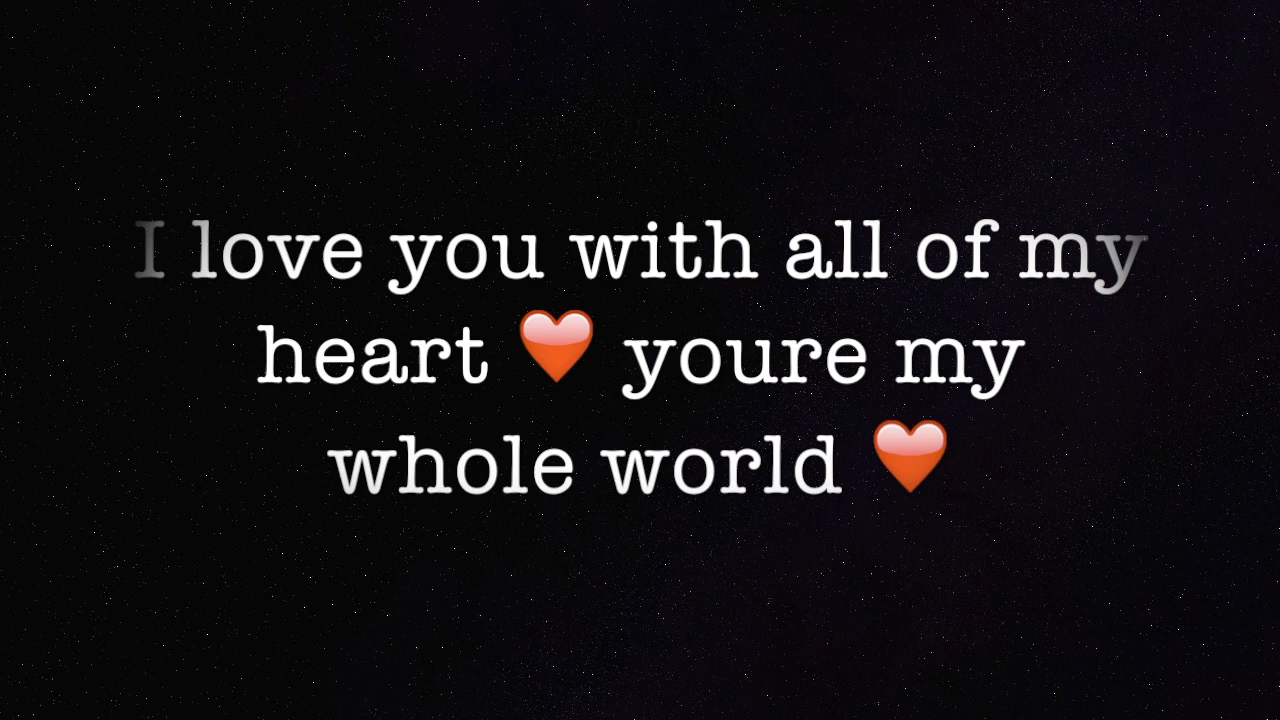 I love you with all of my
heart ❤️ youre my
whole world ❤️